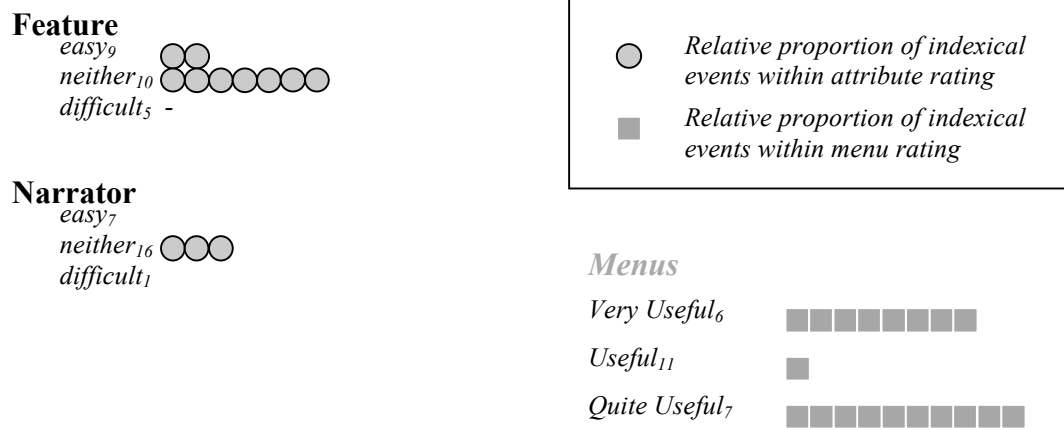 Feature
easy₉
neither₁₀
difficult₅ -
Narrator
easy₇
neither₁₆
difficult₁
Relative proportion of indexical
events within attribute rating
Relative proportion of indexical
events within menu rating
Menus
Very Useful₆
Useful₁₁
Quite Useful₇